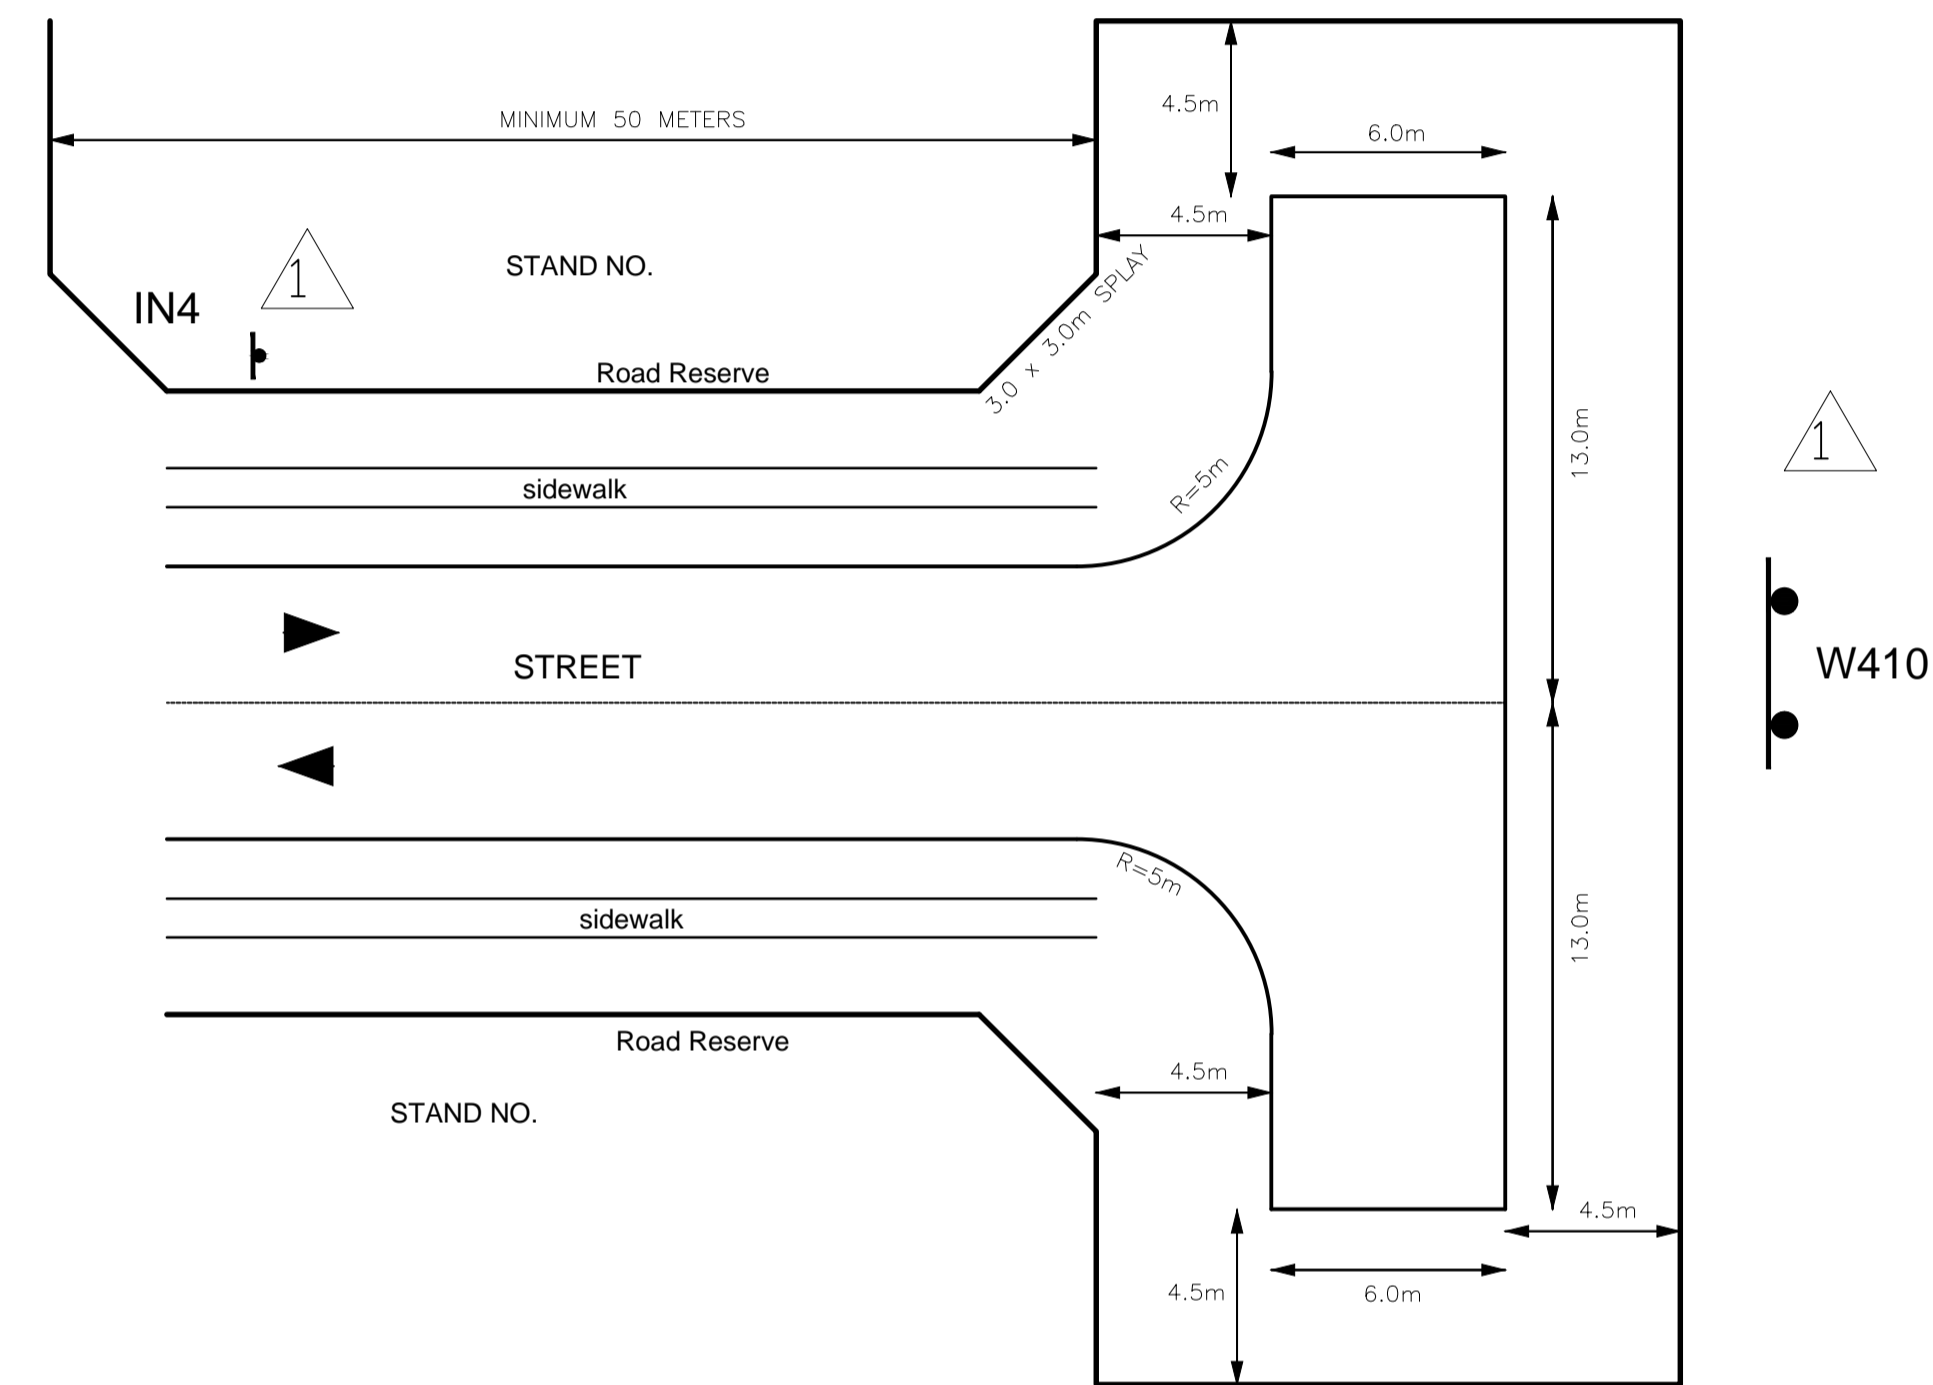 4.5m
MINIMUM 50 METERS
6.0m
4.5m
STAND NO.
1
IN4
3.0 x 3.0m SPLAY
Road Reserve
13.0m
1
sidewalk
R=5m
STREET
W410
R=5m
sidewalk
13.0m
Road Reserve
4.5m
STAND NO.
4.5m
4.5m
6.0m